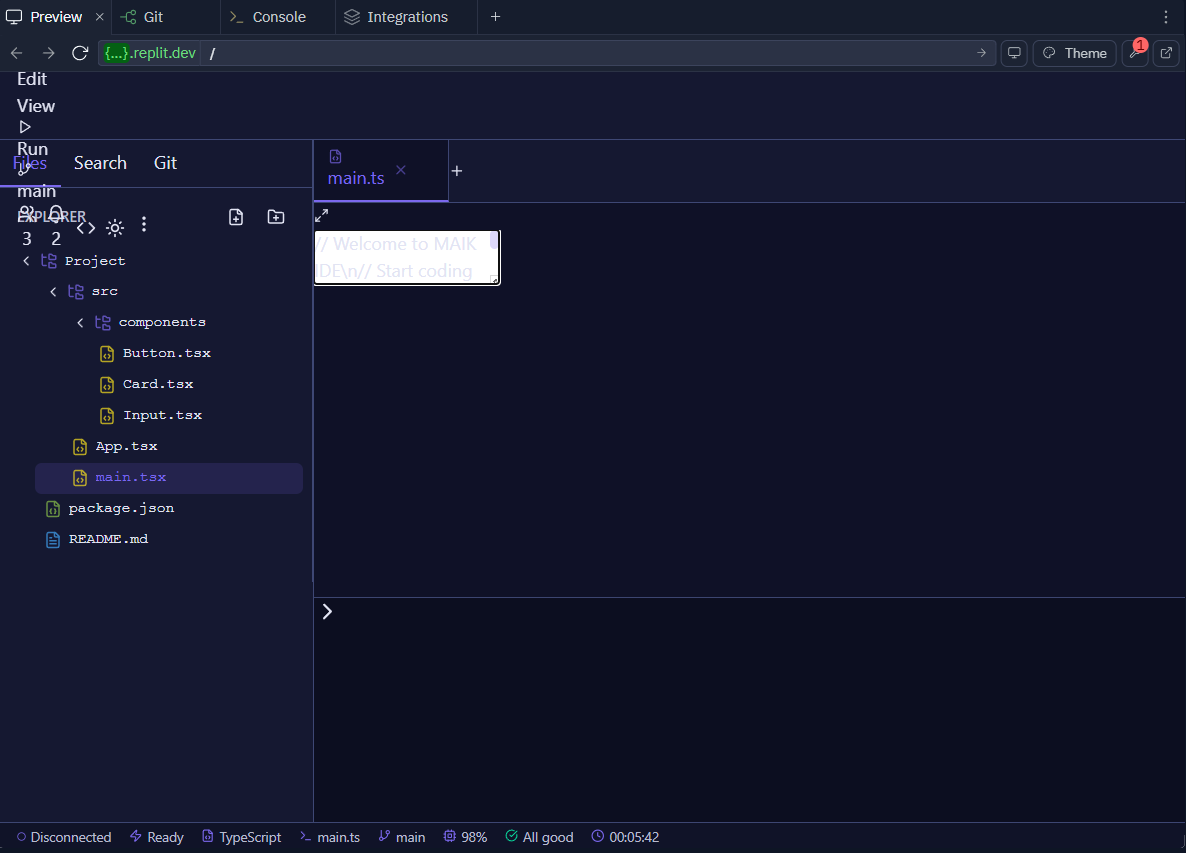 Preview
Git
Console
Integrations
{...}.replit.dev /
Theme
1
Edit
View
Run
Files
Search
Git
main
EXPLORER
3
2
main.ts
// Welcome to MAIK
IDE\n// Start coding
Project
src
components
Button.tsx
Card.tsx
Input.tsx
App.tsx
main.tsx
package.json
README.md
Disconnected Ready TypeScript main.ts main 98% All good 00:05:42